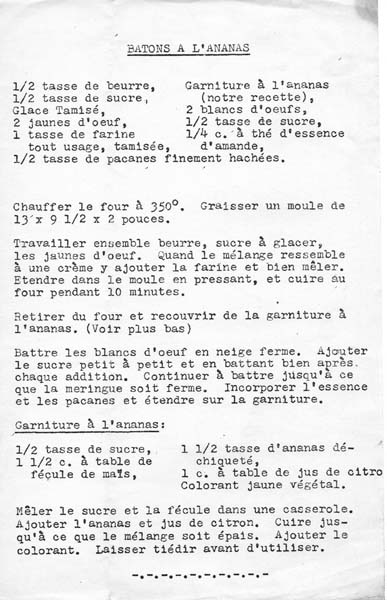 BATONS A L'ANANAS
1/2 tasse de beurre,
1/2 tasse de sucre,
Glace Tamisé,
2 jaunes d'oeuf,
1 tasse de farine
tout usage, tamisée,
Garniture à l'ananas
(notre recette),
2 blancs d'oeufs,
1/2 tasse de sucre,
1/4 c. à thé d'essence
d'amande,
1/2 tasse de pacanes finement hachées.
Chauffer le four à 350°. Graisser un moule de
13 x 9 1/2 x 2 pouces.
Travailler ensemble beurre, sucre à glacer,
les jaunes d'oeuf. Quand le mélange ressemble
à une crème y ajouter la farine et bien mêler.
Etendre dans le moule en pressant, et cuire au
four pendant 10 minutes.
Retirer du four et recouvrir de la garniture à
l'ananas. (Voir plus bas)
Battre les blancs d'oeuf en neige ferme. Ajouter
le sucre petit à petit et en battant bien après
chaque addition. Continuer à battre jusqu'à ce
que la meringue soit ferme. Incorporer l'essence
et les pacanes et étendre sur la garniture.
Garniture à l'ananas:
1/2 tasse de sucre,
1 1/2 c. à table de
fécule de maïs,
1 1/2 tasse d'ananas dé-
chiqueté,
1 c. à table de jus de citro
Colorant jaune végétal.
Mêler le sucre et la fécule dans une casserole.
Ajouter l'ananas et jus de citron. Cuire jus-
qu'à ce que le mélange soit épais. Ajouter le
colorant. Laisser tiédir avant d'utiliser.
-.-.-.-.-.-.-.-.-.-